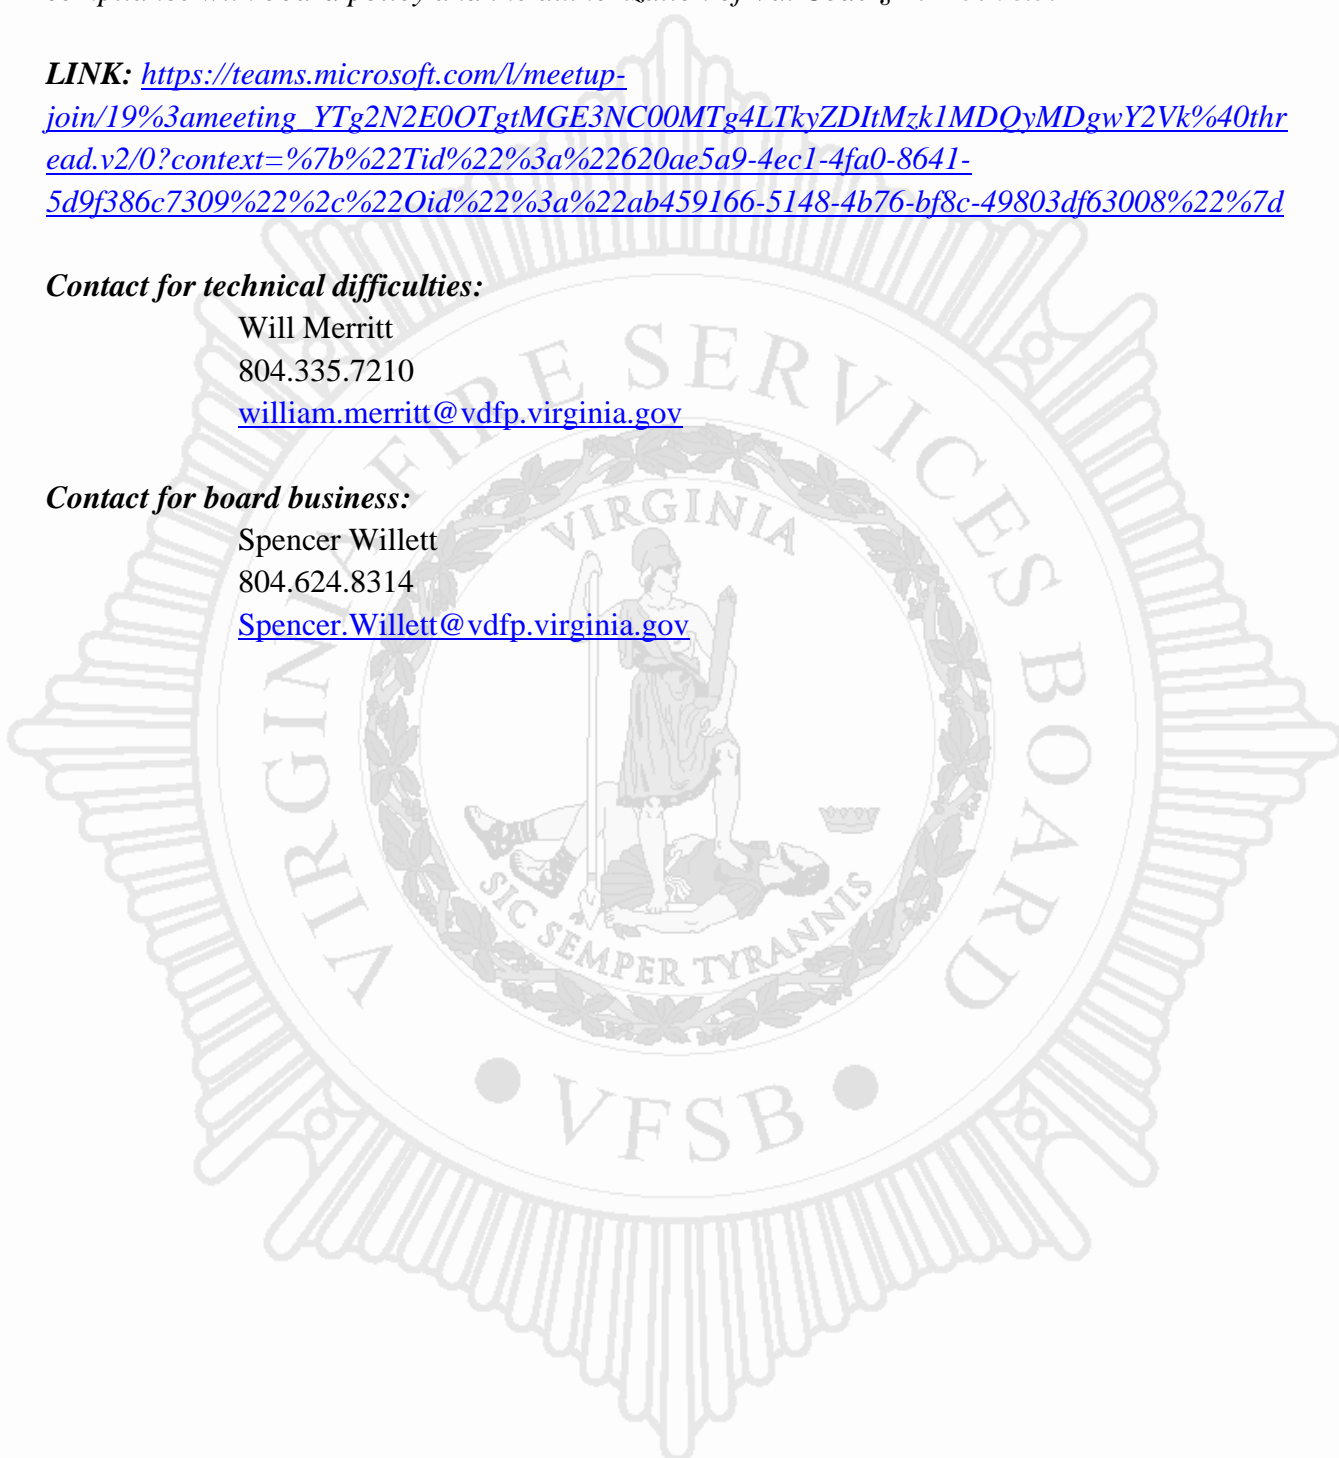 LINK: https://teams.microsoft.com/l/meetup-
join/19%3ameeting_YTg2N2E0OTgtMGE3NC00MTg4LTkyZDItMzk1MDQyMDgwY2Vk%40thr
ead.v2/0?context=%7b%22Tid%22%3a%22620ae5a9-4ec1-4fa0-8641-
5d9f386c7309%22%2c%22Oid%22%3a%22ab459166-5148-4b76-bf8c-49803df63008%22%7d
Contact for technical difficulties:
Will Merritt
804.335.7210
william.merritt@vdfp.virginia.gov
Contact for board business:
Spencer Willett
804.624.8314
Spencer.Willett@vdfp.virginia.gov
VIRGINIA FIRE SERVICES BOARD
VIRGINIA
SIC SEMPER TYRANNIS
VFSB